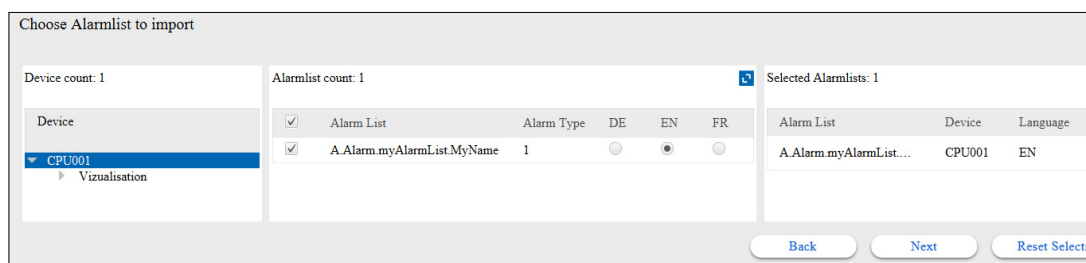 Choose Alarmlist to import
Device count: 1
Device
CPU001
Vizualisation
Alarmlist count: 1
Alarm List Alarm Type DE EN FR
A.Alarm.myAlarmList.MyName 1
Selected Alarmlists: 1
Alarm List Device Language
A.Alarm.myAlarmList.... CPU001 EN
Back Next Reset Select